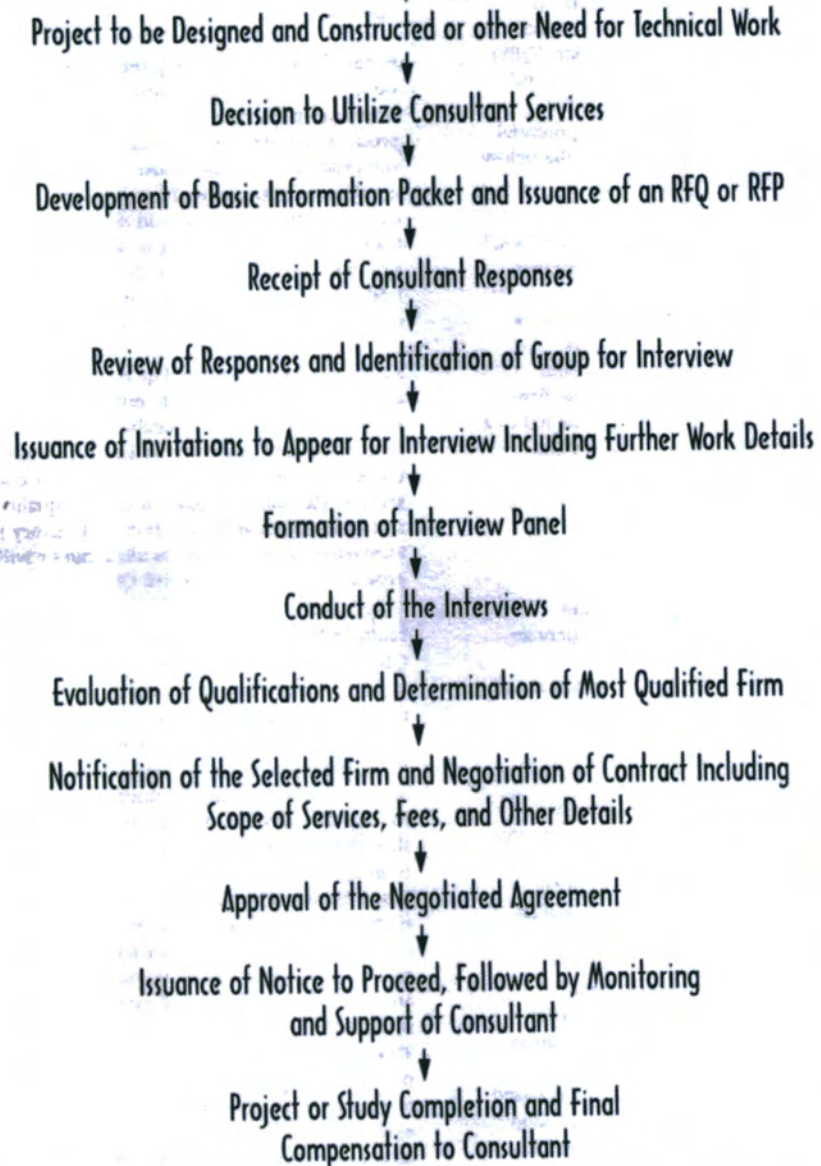 Project to be Designed and Constructed or other Need for Technical Work
Decision to Utilize Consultant Services
Development of Basic Information Packet and Issuance of an RFQ or RFP
Receipt of Consultant Responses
Review of Responses and Identification of Group for Interview
Issuance of Invitations to Appear for Interview Including Further Work Details
Formation of Interview Panel
Conduct of the Interviews
Evaluation of Qualifications and Determination of Most Qualified Firm
Notification of the Selected Firm and Negotiation of Contract Including
Scope of Services, Fees, and Other Details
Approval of the Negotiated Agreement
Issuance of Notice to Proceed, Followed by Monitoring
and Support of Consultant
Project or Study Completion and Final
Compensation to Consultant